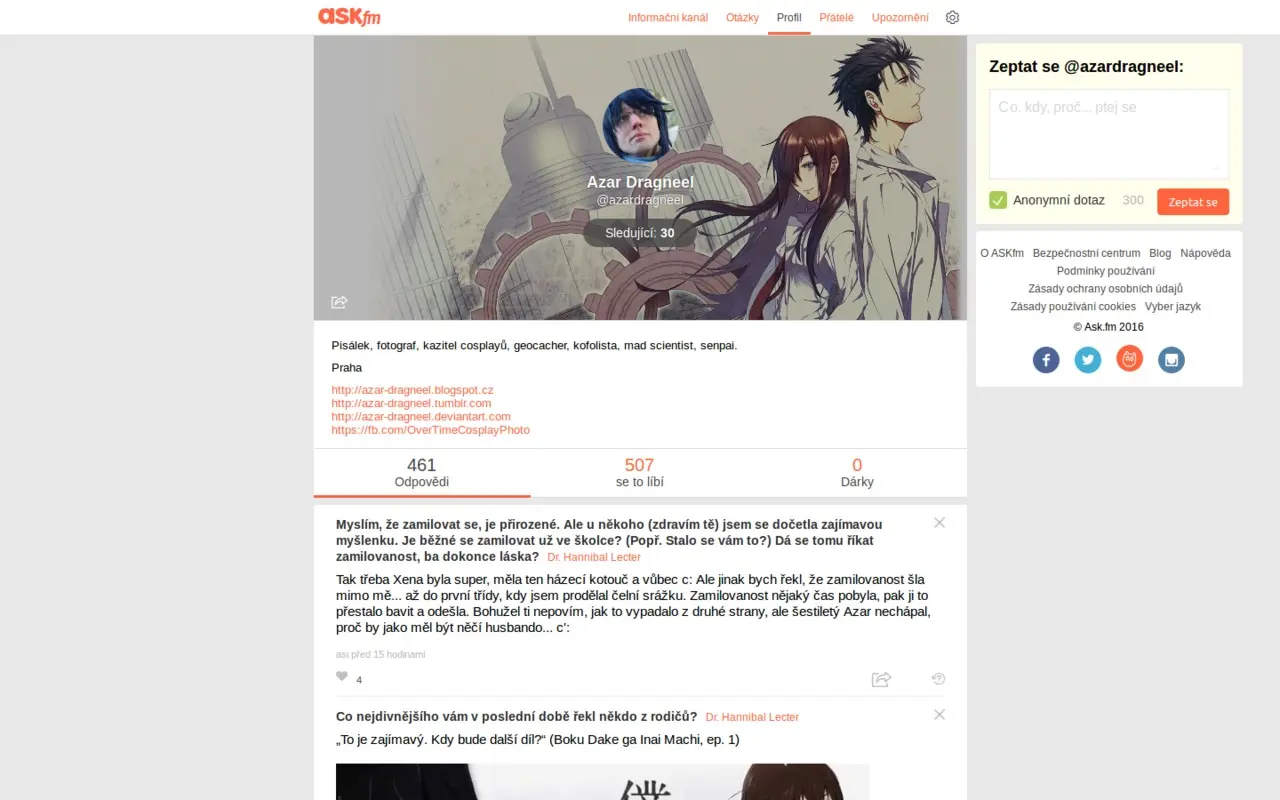 ASKfm
Informační kanál Otázky Profil Přátelé Upozornění
Azar Dragneel
@azardragneel
Sledující: 30
Pisálek, fotograf, kazitel cosplayů, geocacher, kofolista, mad scientist, senpai.
Praha
http://azar-dragneel.blogspot.cz
http://azar-dragneel.tumblr.com
http://azar-dragneel.deviantart.com
https://fb.com/OverTimeCosplayPhoto
461 507 0
Odpovědi se to líbí Dárky
Myslím, že zamilovat se, je přirozené. Ale u někoho (zdravím tě) jsem se dočetla zajímavou
myšlenku. Je běžné se zamilovat už ve školce? (Popř. Stalo se vám to?) Dá se tomu říkat
zamilovanost, ba dokonce láska? Dr. Hannibal Lecter
Tak třeba Xena byla super, měla ten házecí kotouč a vůbec c: Ale jinak bych řekl, že zamilovanost šla
mimo mě... až do první třídy, kdy jsem prodělal čelní srážku. Zamilovanost nějaký čas pobyla, pak ji to
přestalo bavit a odešla. Bohužel ti nepovím, jak to vypadalo z druhé strany, ale šestiletý Azar nechápal,
proč by jako měl být něčí husbando... c’:
asi před 15 hodinami
4
Co nejdivnějšího vám v poslední době řekl někdo z rodičů? Dr. Hannibal Lecter
„To je zajímavý. Kdy bude další díl?“ (Boku Dake ga Inai Machi, ep. 1)
僕
Zeptat se @azardragneel:
Co, kdy, proč... ptej se
Anonymní dotaz 300 Zeptat se
O ASKfm Bezpečnostní centrum Blog Nápověda
Podmínky používání
Zásady ochrany osobních údajů
Zásady používání cookies Vyber jazyk
© Ask.fm 2016